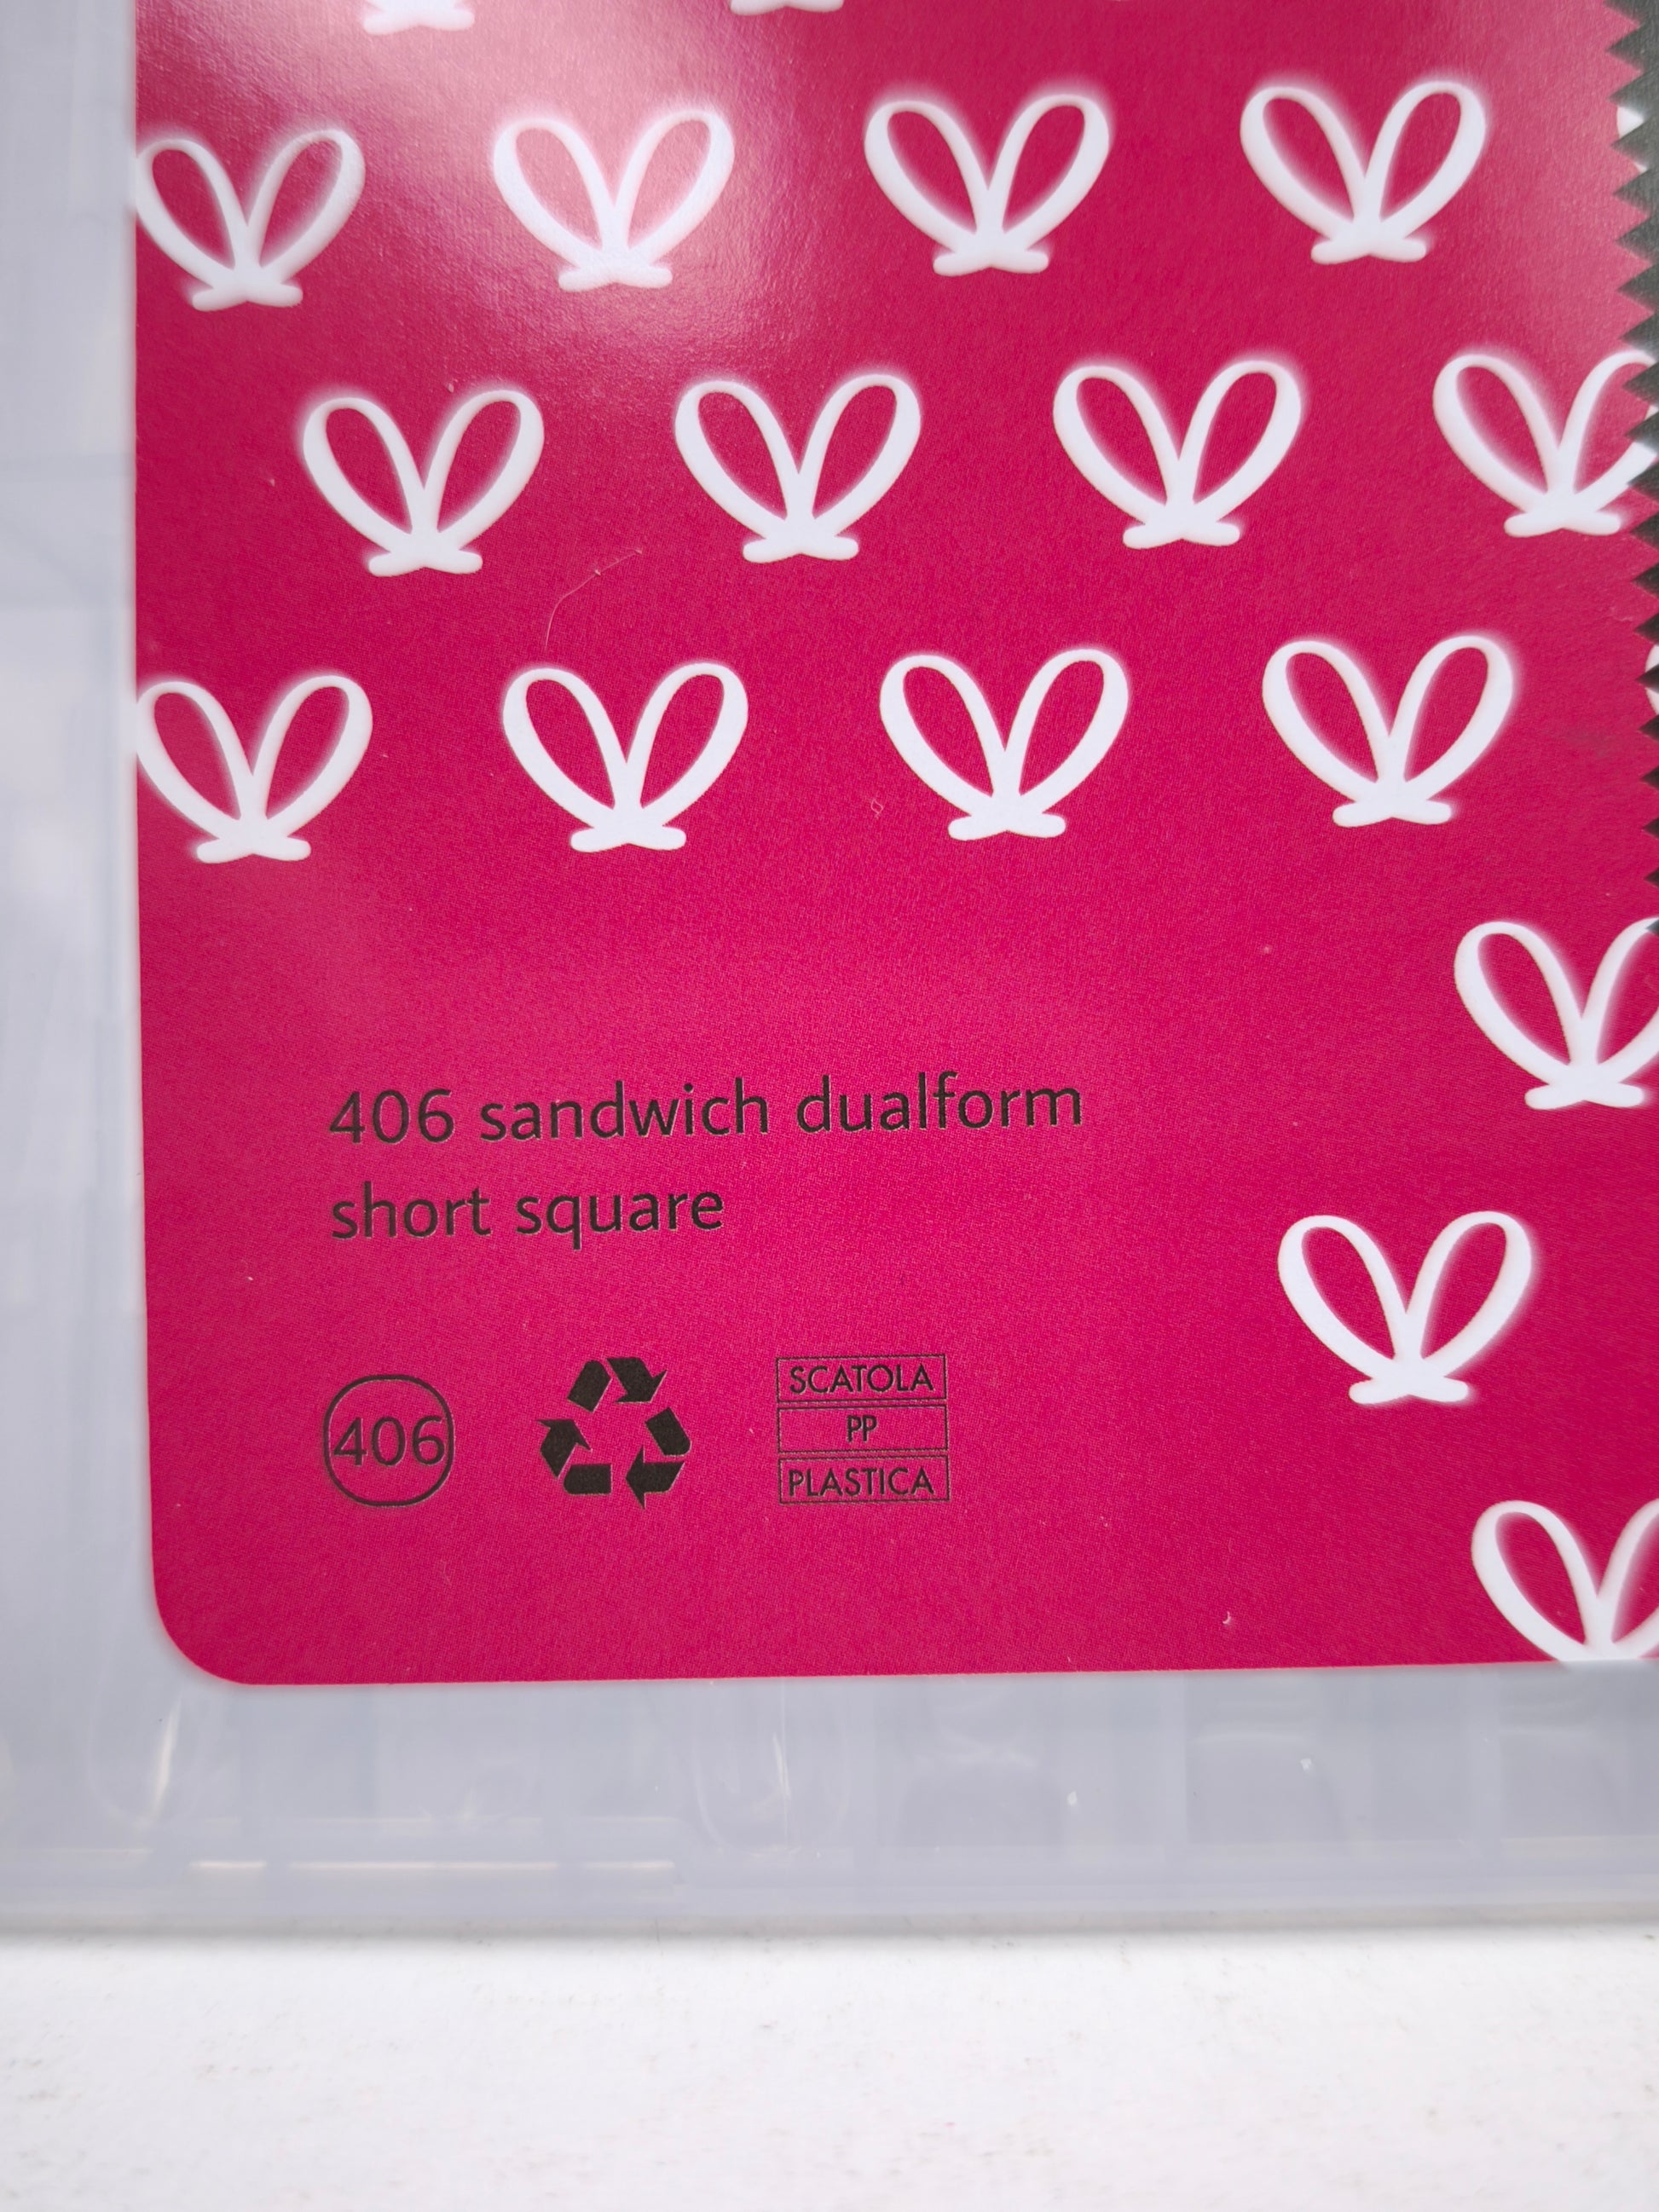 406 sandwich dualform
short square
406
SCATOLA
PP
PLASTICA